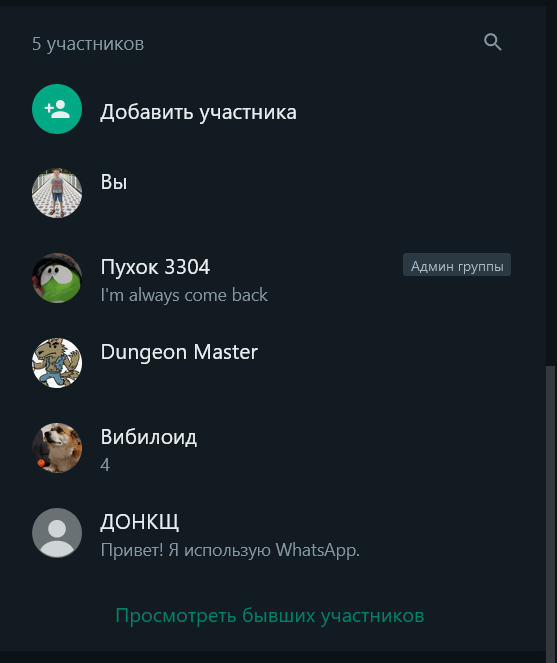 5 участников
Добавить участника
Вы
Пухок 3304
Админ группы
I'm always come back
Dungeon Master
Вибилоид
4
ДОНКЩ
Привет! Я использую WhatsApp.
Просмотреть бывших участников